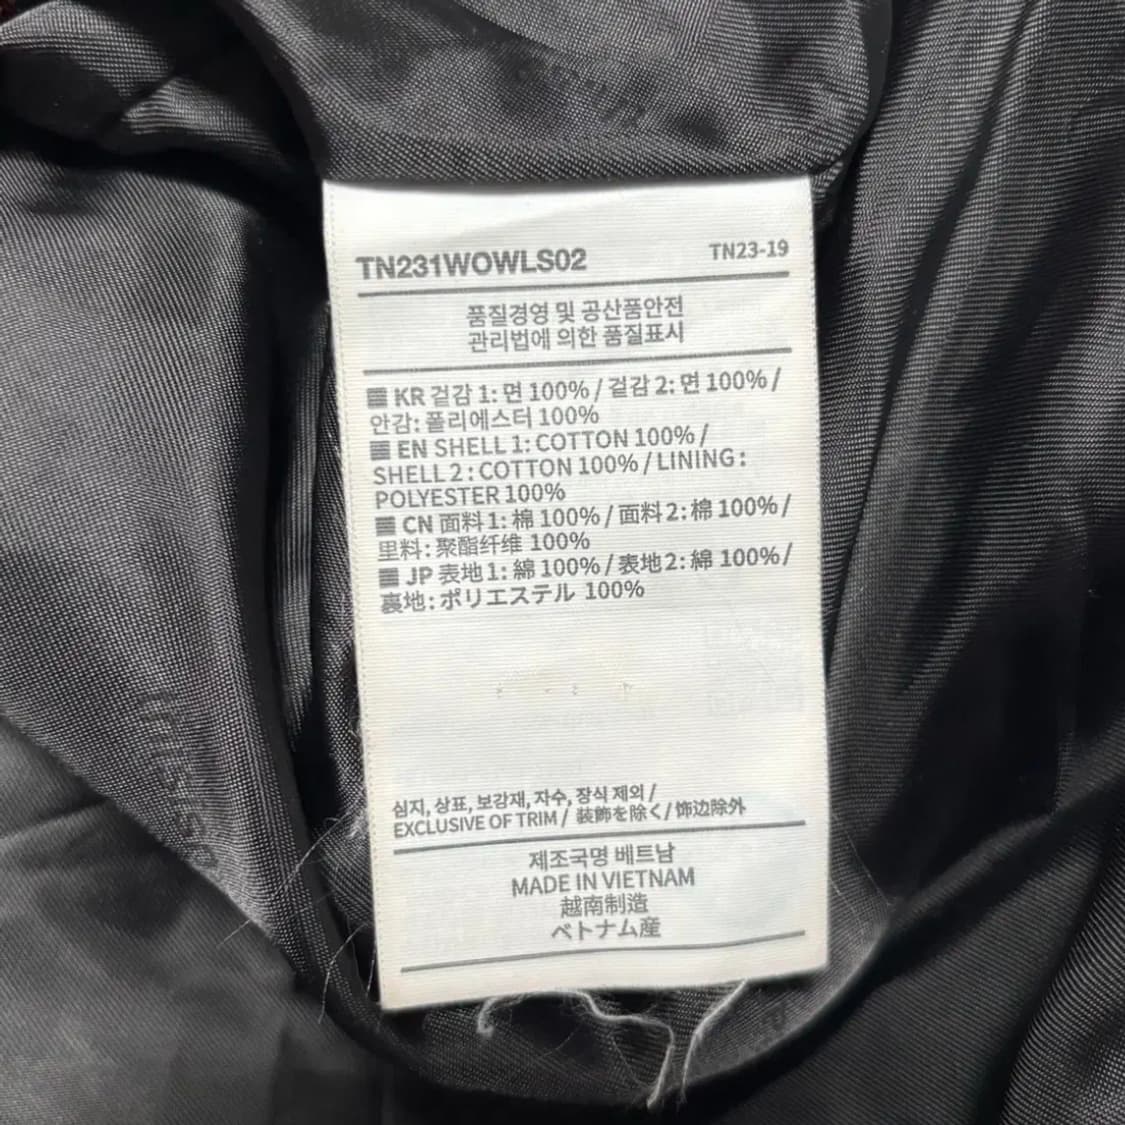 TN231WOWLS02 TN23-19
품질경영 및 공산품안전
관리법에 의한 품질표시
KR 겉감 1: 면 100% / 겉감 2: 면 100% /
안감: 폴리에스터 100%
EN SHELL 1: COTTON 100% /
SHELL 2: COTTON 100% / LINING:
POLYESTER 100%
CN 面料1: 棉 100% / 面料2: 棉 100% /
里料: 聚酯纤维 100%
JP 表地1: 綿 100% / 表地2: 綿 100% /
裏地: ポリエステル 100%
심지, 상표, 보강재, 자수, 장식 제외 /
EXCLUSIVE OF TRIM / 装飾を除く/ 饰边除外
제조국명 베트남
MADE IN VIETNAM
越南制造
ベトナム産